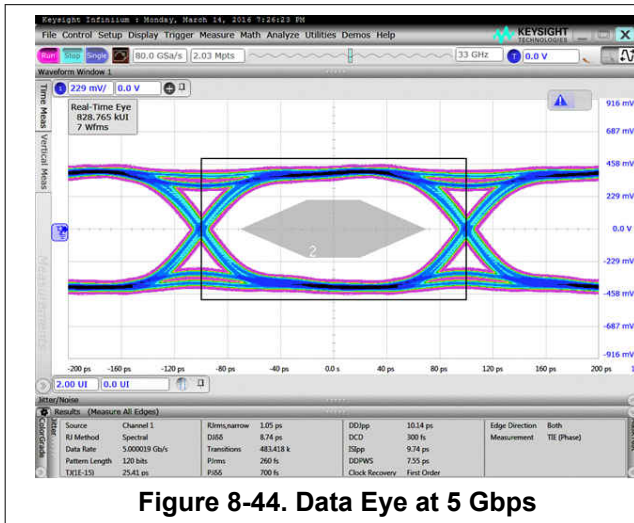 Keysight Infiniium : Monday, March 14, 2016 7:26:23 PM
File Control Setup Display Trigger Measure Math Analyze Utilities Demos Help
KEYSIGHT
TECHNOLOGIES
Run Stop Single 80.0 GSa/s 2.03 Mpts 33 GHz T 0.0 V
Waveform Window 1
1 229 mV/ 0.0 V
Time Meas
Vertical Meas
Measurements
Real-Time Eye
828.765 kUI
7 Wfms
916 mV
687 mV
458 mV
229 mV
0.0 V
-229 mV
-458 mV
-687 mV
-916 mV
2
-200 ps -160 ps -120 ps -80 ps -40 ps 0.0 s 40 ps 80 ps 120 ps 160 ps 200 ps
2.00 UI 0.0 UI
Jitter/Noise
Results (Measure All Edges)
ColorGrade
Jitter
Source Channel 1 RJrms,narrow 1.05 ps DDJpp 10.14 ps Edge Direction Both
RJ Method Spectral DJδδ 8.74 ps DCD 300 fs Measurement TIE (Phase)
Data Rate 5.000019 Gb/s Transitions 483.418 k ISIpp 9.74 ps
Pattern Length 120 bits PJrms 260 fs DDPWS 7.55 ps
TJ(1E-15) 25.41 ps PJδδ 700 fs Clock Recovery First Order
Figure 8-44. Data Eye at 5 Gbps